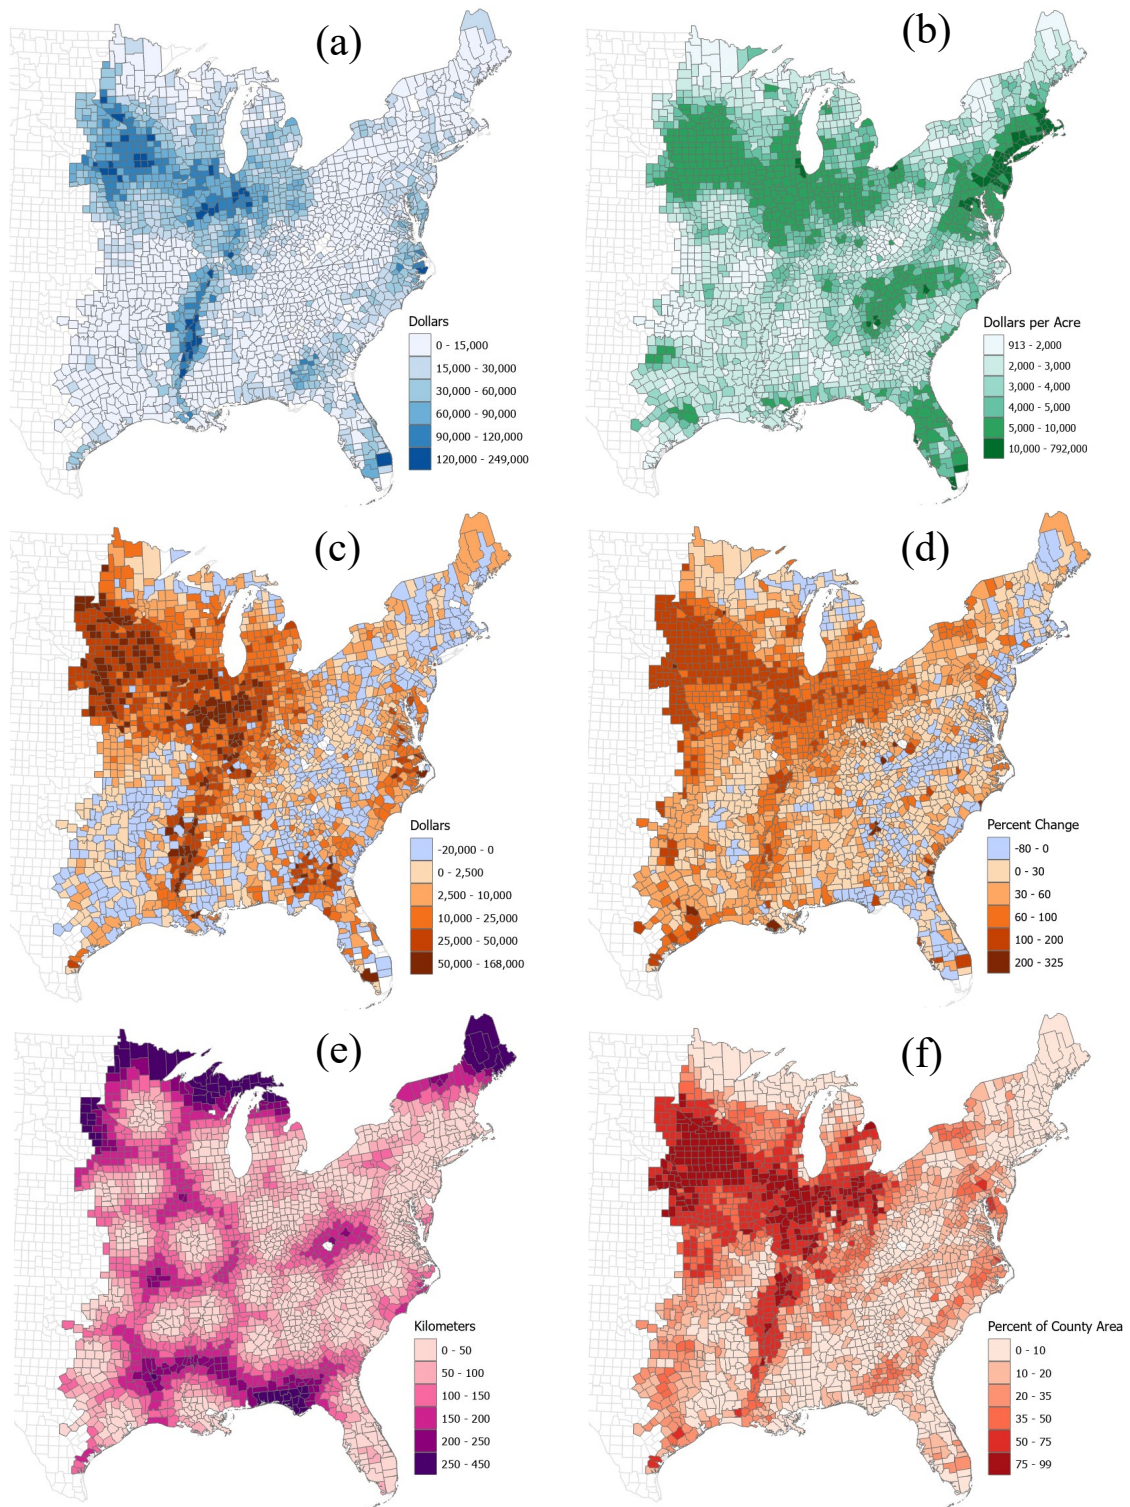 (a)
Dollars
0 - 15,000
15,000 - 30,000
30,000 - 60,000
60,000 - 90,000
90,000 - 120,000
120,000 - 249,000
(b)
Dollars per Acre
913 - 2,000
2,000 - 3,000
3,000 - 4,000
4,000 - 5,000
5,000 - 10,000
10,000 - 792,000
(c)
Dollars
-20,000 - 0
0 - 2,500
2,500 - 10,000
10,000 - 25,000
25,000 - 50,000
50,000 - 168,000
(d)
Percent Change
-80 - 0
0 - 30
30 - 60
60 - 100
100 - 200
200 - 325
(e)
Kilometers
0 - 50
50 - 100
100 - 150
150 - 200
200 - 250
250 - 450
(f)
Percent of County Area
0 - 10
10 - 20
20 - 35
35 - 50
50 - 75
75 - 99